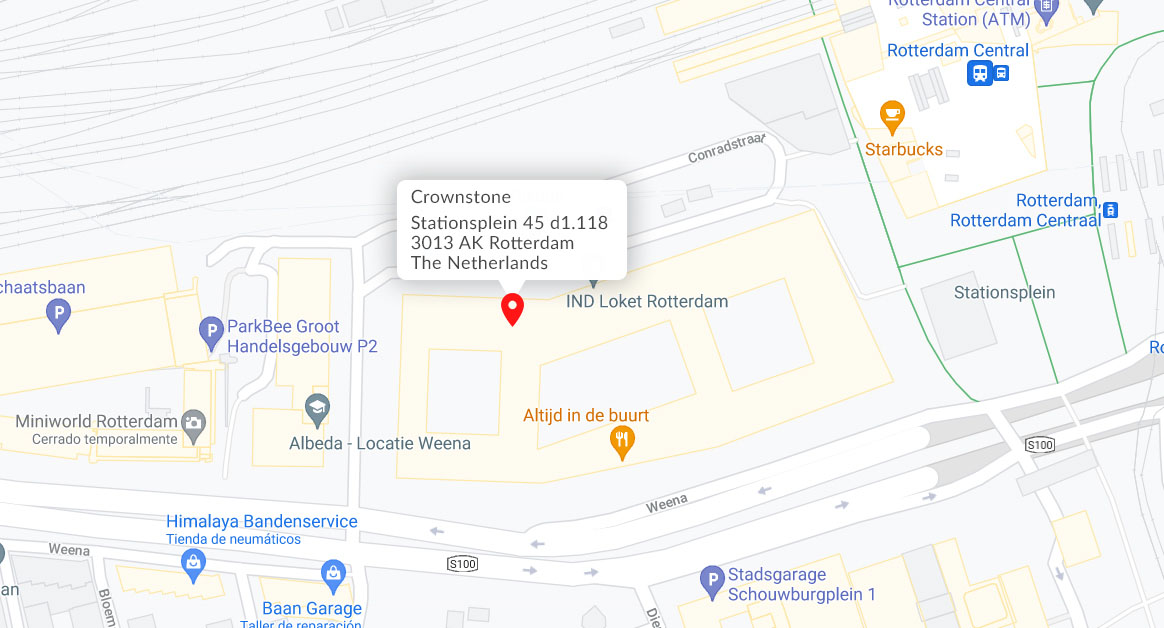 Rotterdam Central
Station (ATM)
Rotterdam Central
Starbucks
Conradstraat
Crownstone
Stationsplein 45 d1.118
3013 AK Rotterdam
The Netherlands
Rotterdam,
Rotterdam Centraal
Stationsplein
IND Loket Rotterdam
chaatsbaan
P
P
ParkBee Groot
Handelsgebouw P2
Miniworld Rotterdam
Cerrado temporalmente
Albeda - Locatie Weena
Altijd in de buurt
S100
Weena
Himalaya Bandenservice
Tienda de neumáticos
Weena
S100
Baan Garage
Taller de reparación
P
Stadsgarage
Schouwburgplein 1
Bloem
an